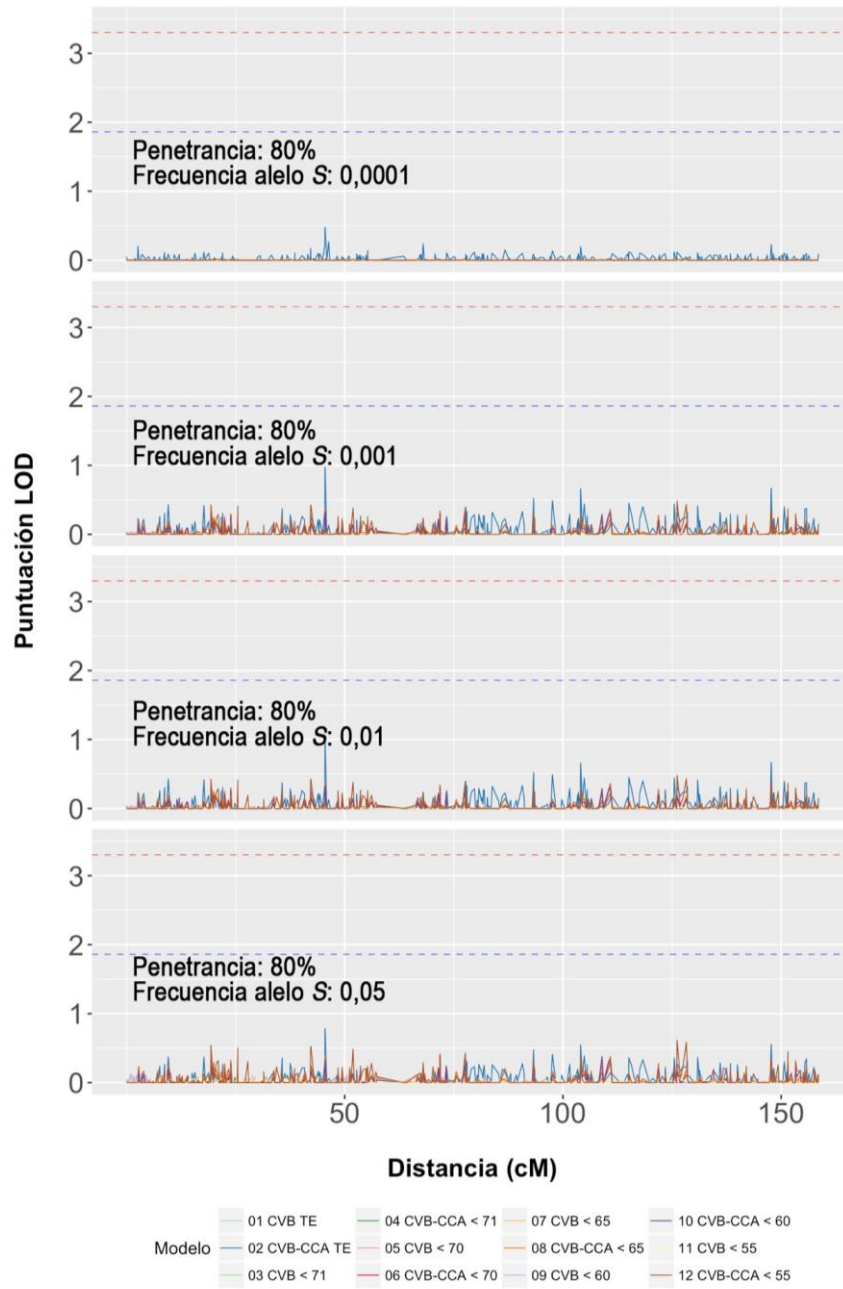 3
2
Penetrancia: 80%
Frecuencia alelo S: 0,0001
1
0
3
2
Penetrancia: 80%
Frecuencia alelo S: 0,001
1
0
3
2
Penetrancia: 80%
Frecuencia alelo S: 0,01
1
0
3
2
Penetrancia: 80%
Frecuencia alelo S: 0,05
1
0
Puntuación LOD
50 100 150
Distancia (cM)
Modelo
01 CVB TE 04 CVB-CCA < 71 07 CVB < 65 10 CVB-CCA < 60
02 CVB-CCA TE 05 CVB < 70 08 CVB-CCA < 65 11 CVB < 55
03 CVB < 71 06 CVB-CCA < 70 09 CVB < 60 12 CVB-CCA < 55